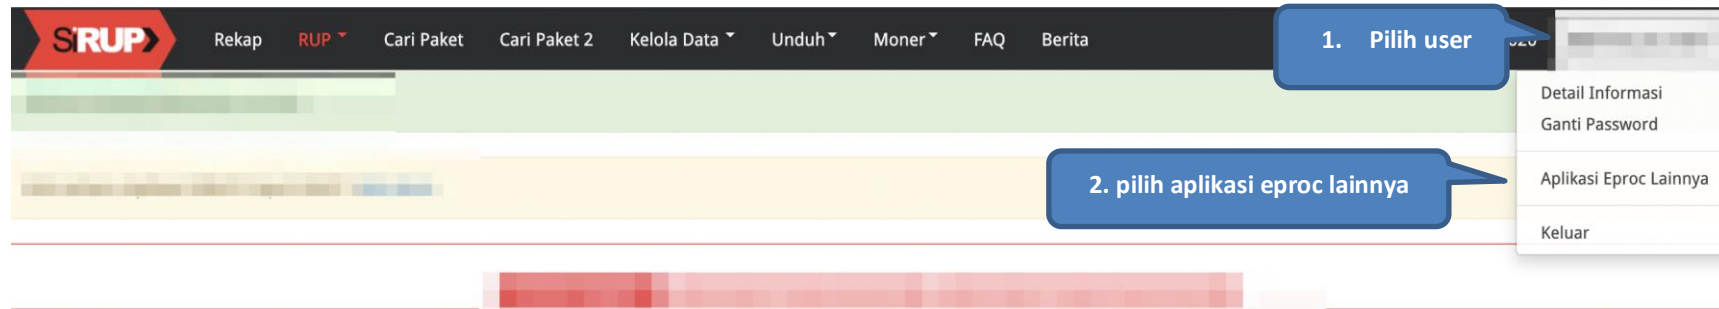 SiRUP Rekap RUP Cari Paket Cari Paket 2 Kelola Data Unduh Moner FAQ Berita
1. Pilih user
Detail Informasi
Ganti Password
2. pilih aplikasi eproc lainnya
Aplikasi Eproc Lainnya
Keluar